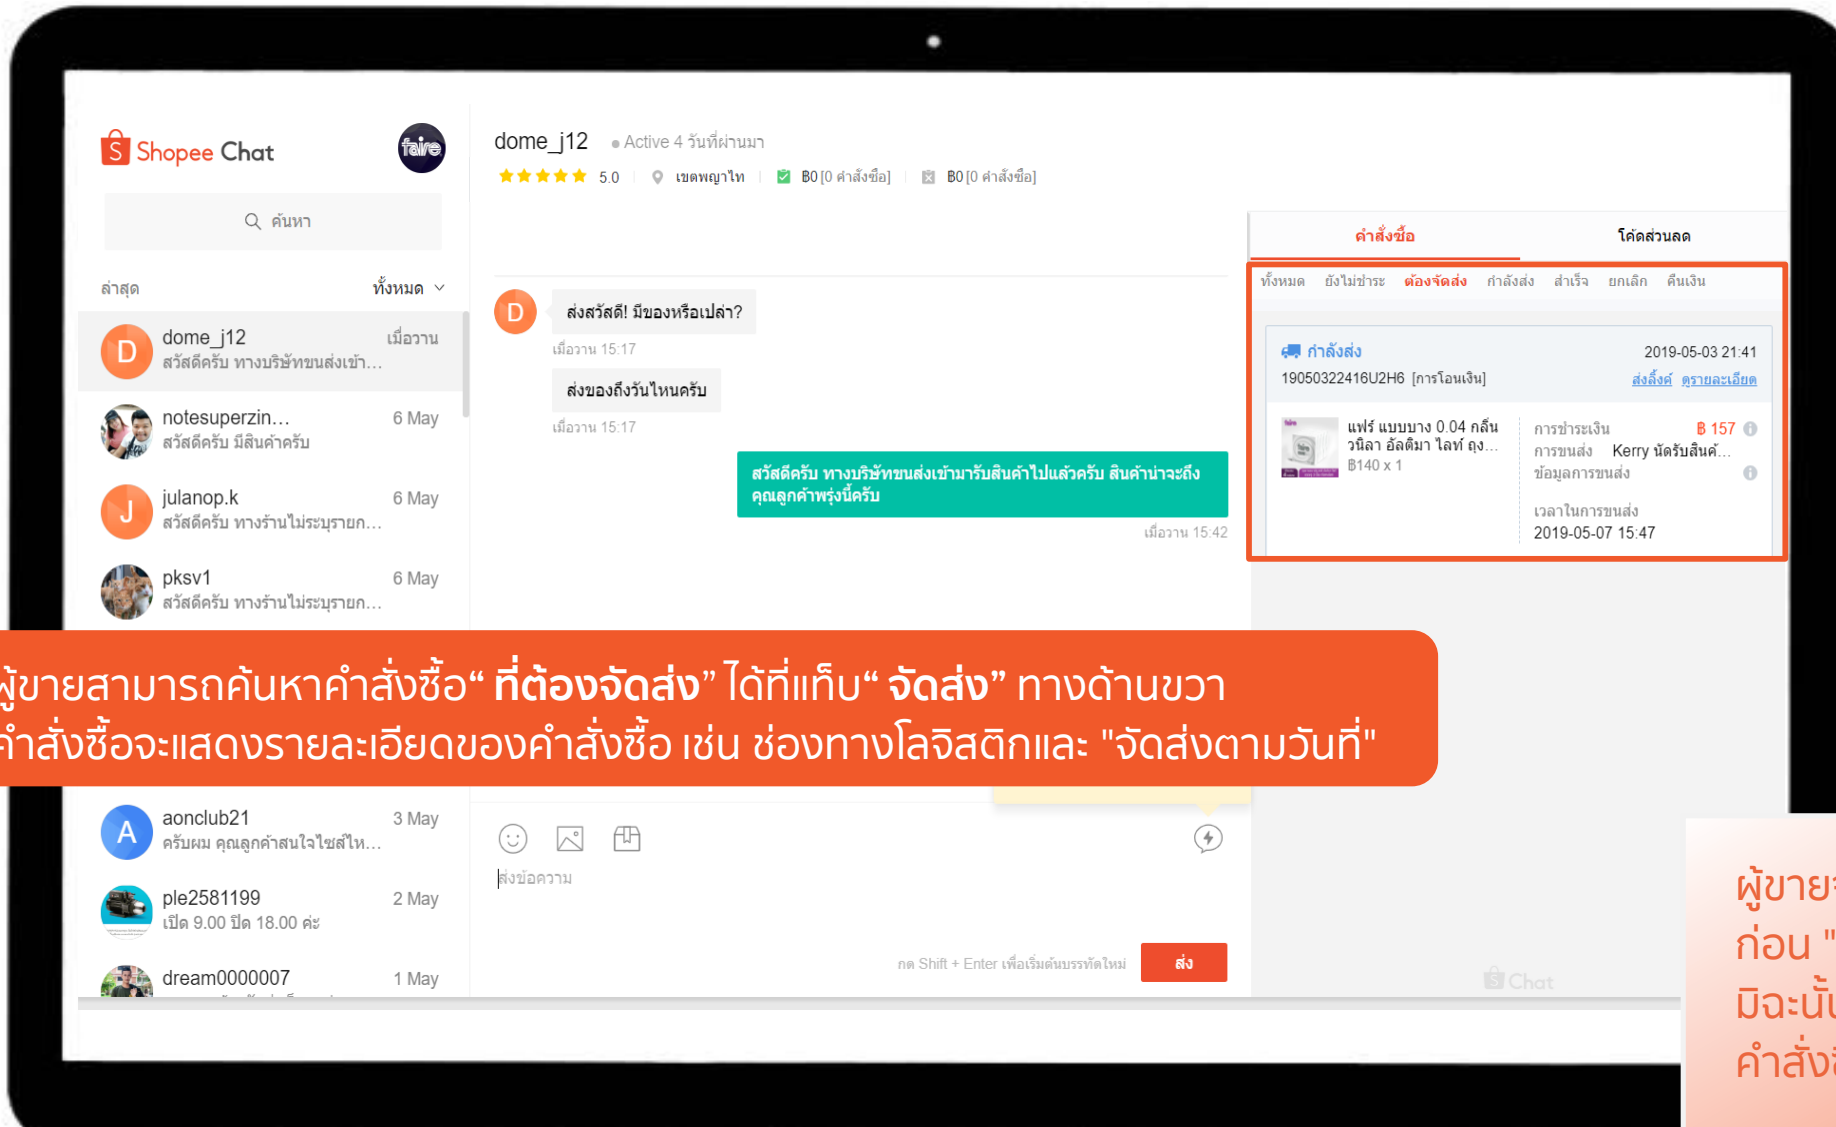 Shopee Chat
faire
ค้นหา
ล่าสุด
ทั้งหมด
dome_j12
เมื่อวาน
สวัสดีครับ ทางบริษัทขนส่งเข้า...
notesuperzin...
6 May
สวัสดีครับ มีสินค้าครับ
julanop.k
6 May
สวัสดีครับ ทางร้านไม่ระบุรายก...
pksv1
6 May
สวัสดีครับ ทางร้านไม่ระบุรายก...
aonclub21
3 May
ครับผม คุณลูกค้าสนใจไซส์ไห...
ple2581199
2 May
เปิด 9.00 ปิด 18.00 ค่ะ
dream0000007
1 May
dome_j12
Active 4 วันที่ผ่านมา
5.0
เขตพญาไท
฿0 [0 คำสั่งซื้อ]
฿0 [0 คำสั่งซื้อ]
D
ส่งสวัสดี! มีของหรือเปล่า?
เมื่อวาน 15:17
ส่งของถึงวันไหนครับ
เมื่อวาน 15:17
สวัสดีครับ ทางบริษัทขนส่งเข้ามารับสินค้าไปแล้วครับ สินค้าน่าจะถึง
คุณลูกค้าพรุ่งนี้ครับ
เมื่อวาน 15:42
คำสั่งซื้อ
โค้ดส่วนลด
ทั้งหมด ยังไม่ชำระ ต้องจัดส่ง กำลังส่ง สำเร็จ ยกเลิก คืนเงิน
กำลังส่ง
2019-05-03 21:41
19050322416U2H6 [การโอนเงิน]
ส่งลิ้งค์ ดูรายละเอียด
แฟร์ แบบบาง 0.04 กลิ่น
วนิลา อัลติมา ไลท์ ถุง...
฿140 x 1
การชำระเงิน ฿ 157
การขนส่ง Kerry นัดรับสินค้...
ข้อมูลการขนส่ง
เวลาในการขนส่ง
2019-05-07 15:47
ผู้ขายสามารถค้นหาคำสั่งซื้อ“ ที่ต้องจัดส่ง” ได้ที่แท็บ“ จัดส่ง” ทางด้านขวา
คำสั่งซื้อจะแสดงรายละเอียดของคำสั่งซื้อ เช่น ช่องทางโลจิสติกและ "จัดส่งตามวันที่"
ส่งข้อความ
กด Shift + Enter เพื่อเริ่มต้นบรรทัดใหม่
ส่ง
Chat
ผู้ขาย
ก่อน "
มิฉะนั้น
คำสั่งซื้